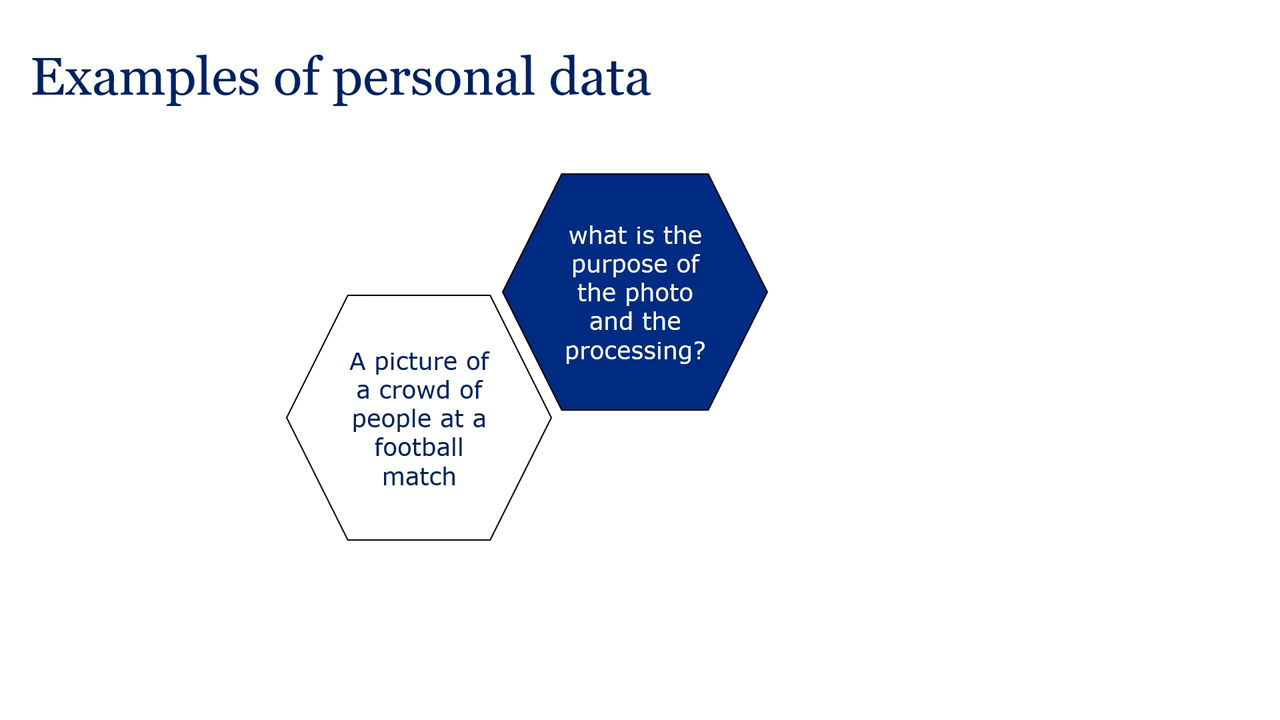 Examples of personal data
what is the
purpose of
the photo
and the
processing?
A picture of
a crowd of
people at a
football
match